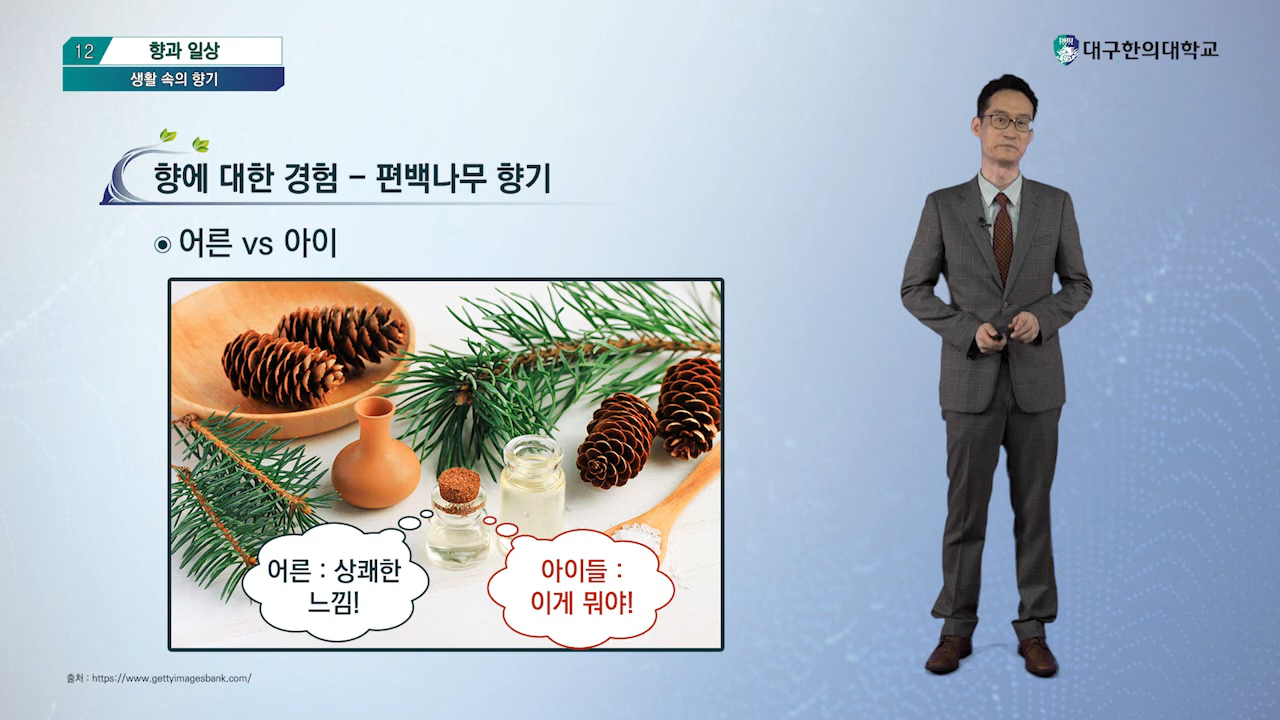 12
향과 일상
생활 속의 향기
대구한의대학교
향에 대한 경험 - 편백나무 향기
어른 vs 아이
어른 : 상쾌한
느낌!
아이들 :
이게 뭐야!
출처 : https://www.gettyimagesbank.com/